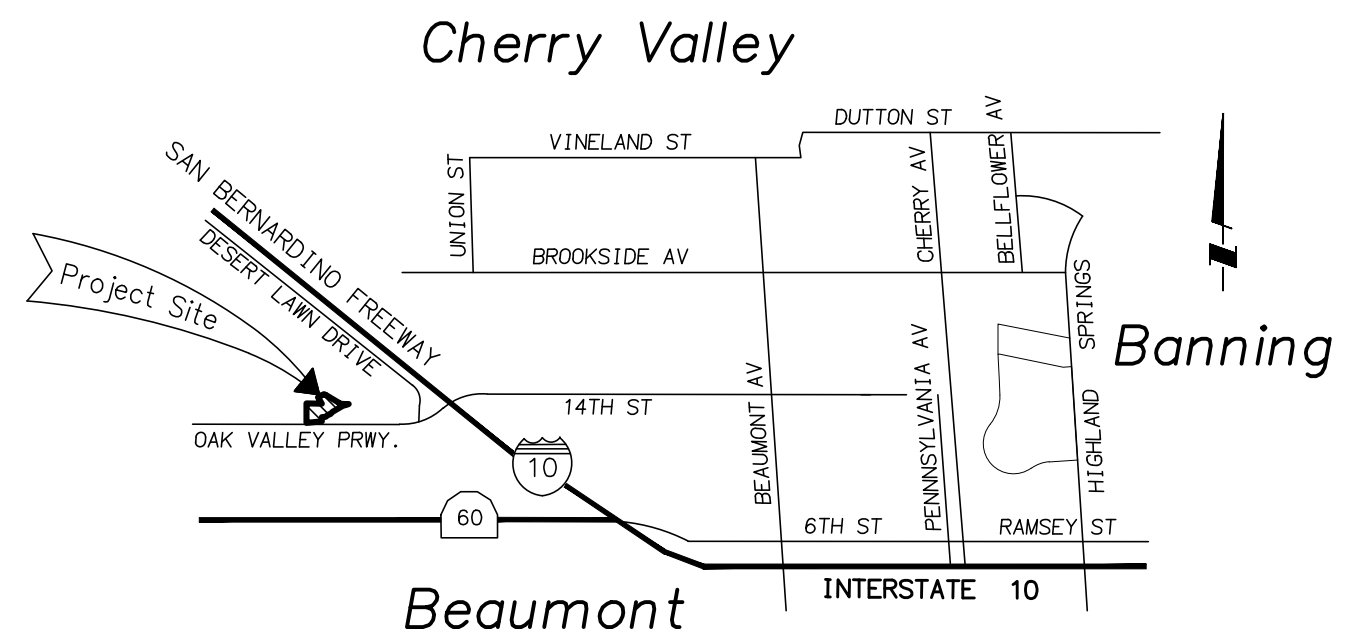 Cherry Valley
DUTTON ST
BELLFLOWER AV
VINELAND ST
SAN BERNARDINO FREEWAY
UNION ST
CHERRY AV
DESERT LAWN DRIVE
BROOKSIDE AV
Project Site
HIGHLAND SPRINGS
Banning
PENNNSYLVANIA AV
BEAUMONT AV
14TH ST
OAK VALLEY PRWY.
10
60
6TH ST
RAMSEY ST
INTERSTATE 10
Beaumont
N